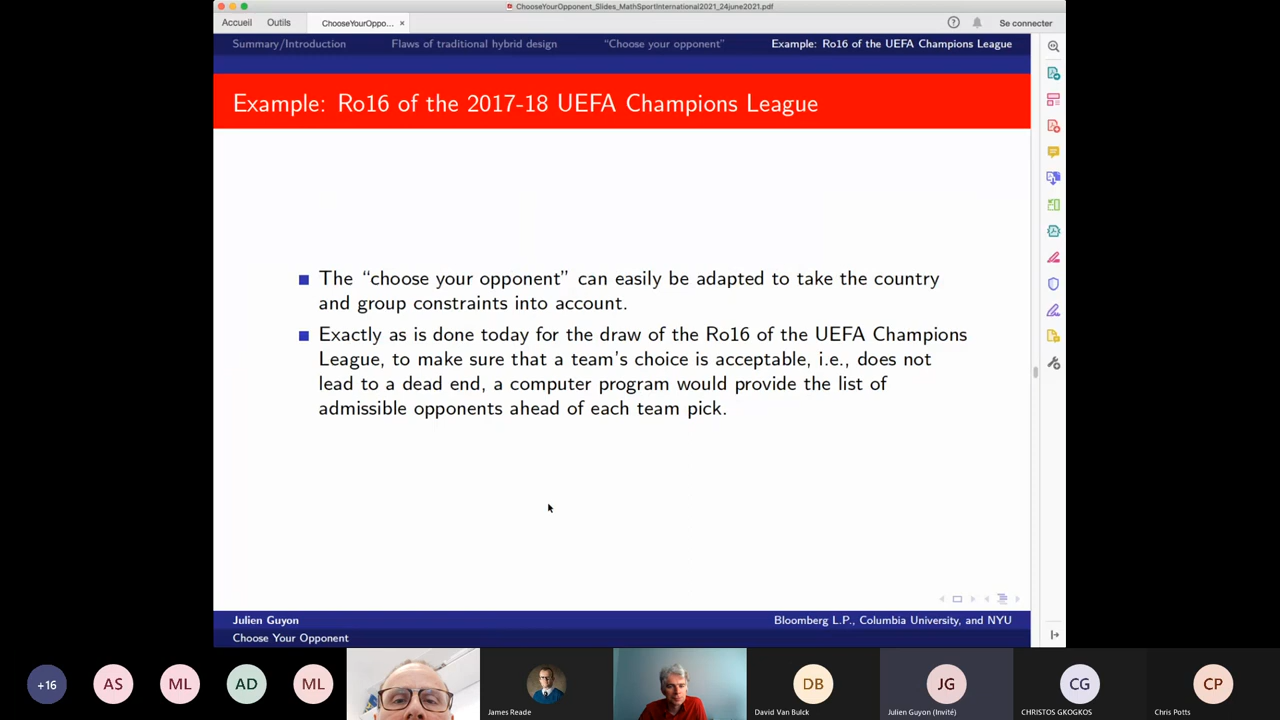 ChooseYourOpponent_Slides_MathSportInternational2021_24june2021.pdf
Accueil Outils ChooseYourOppo... × ? Se connecter
Summary/Introduction Flaws of traditional hybrid design “Choose your opponent” Example: Ro16 of the UEFA Champions League
Example: Ro16 of the 2017-18 UEFA Champions League
The “choose your opponent” can easily be adapted to take the country
and group constraints into account.
Exactly as is done today for the draw of the Ro16 of the UEFA Champions
League, to make sure that a team’s choice is acceptable, i.e., does not
lead to a dead end, a computer program would provide the list of
admissible opponents ahead of each team pick.
Julien Guyon Bloomberg L.P., Columbia University, and NYU
Choose Your Opponent
+16 AS ML AD ML DB JG CG CP
James Reade David Van Bulck Julien Guyon (Invité) CHRISTOS GKOGKOS Chris Potts